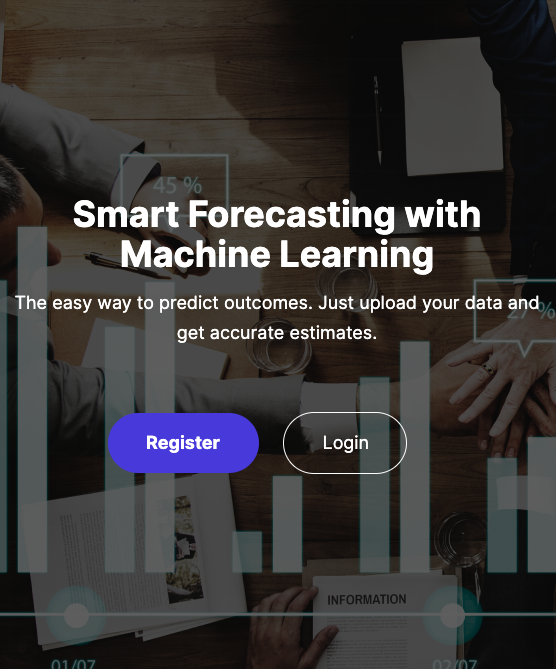 45 %
Smart Forecasting with
Machine Learning
The easy way to predict outcomes. Just upload your data and
27 %
get accurate estimates.
Register
Login
INFORMATION
01/07
02/07